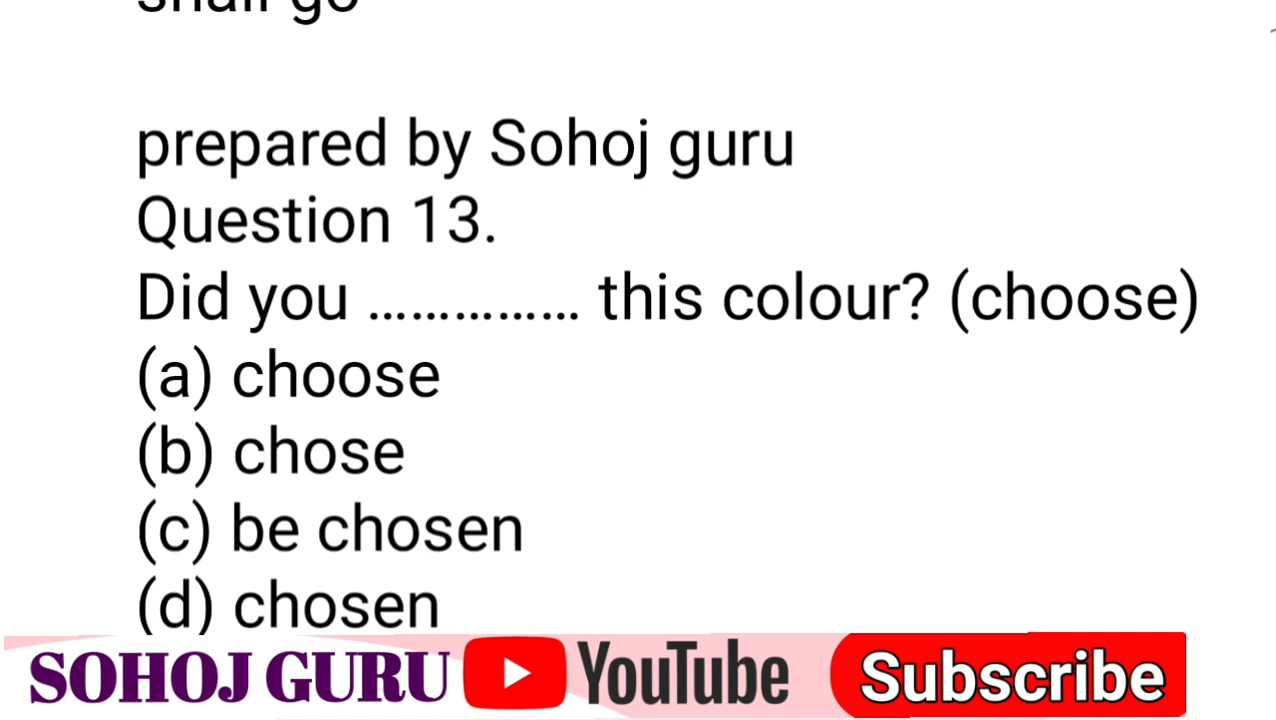 shall go
prepared by Sohoj guru
Question 13.
Did you ............... this colour? (choose)
(a) choose
(b) chose
(c) be chosen
(d) chosen
SOHOJ GURU YouTube Subscribe